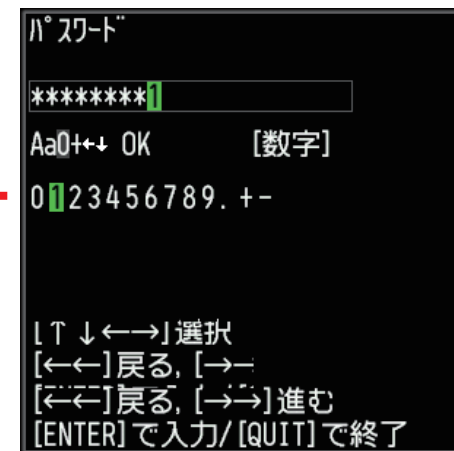 パスワード
********1
Aa0+←↓ OK [数字]
0123456789.+-
[↑↓←→]選択
[←←]戻る, [→
[←←]戻る, [→→]進む
[ENTER]で入力/[QUIT]で終了